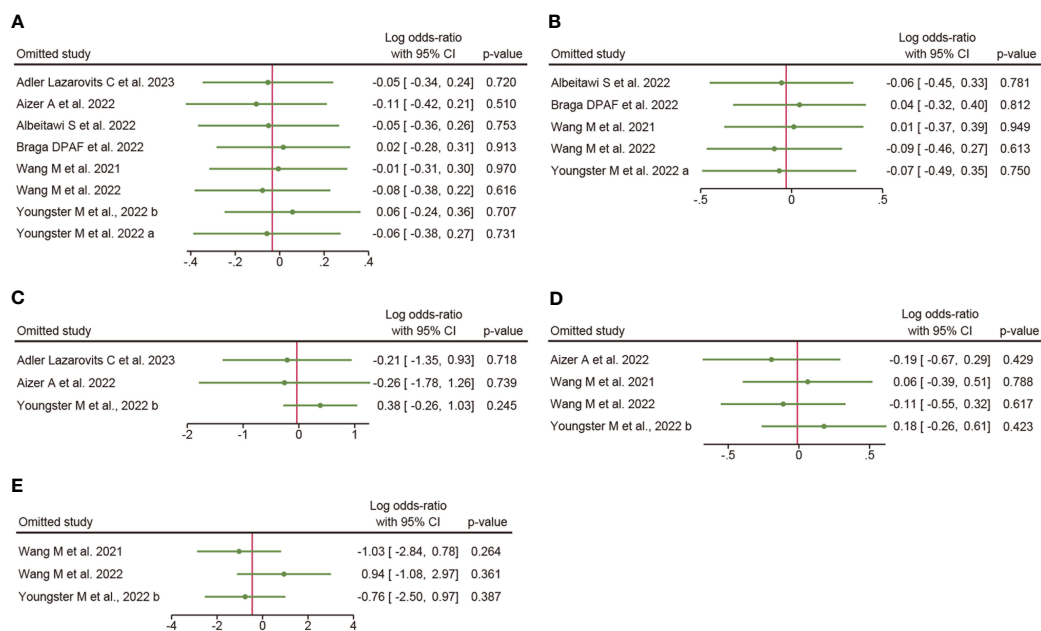 A
Log odds-ratio
Omitted study with 95% CI p-value
Adler Lazarovits C et al. 2023 -0.05 [ -0.34, 0.24] 0.720
Aizer A et al. 2022 -0.11 [ -0.42, 0.21] 0.510
Albeitawi S et al. 2022 -0.05 [ -0.36, 0.26] 0.753
Braga DPAF et al. 2022 0.02 [ -0.28, 0.31] 0.913
Wang M et al. 2021 -0.01 [ -0.31, 0.30] 0.970
Wang M et al. 2022 -0.08 [ -0.38, 0.22] 0.616
Youngster M et al., 2022 b 0.06 [ -0.24, 0.36] 0.707
Youngster M et al. 2022 a -0.06 [ -0.38, 0.27] 0.731
-.4 -.2 0 .2 .4
B
Log odds-ratio
Omitted study with 95% CI p-value
Albeitawi S et al. 2022 -0.06 [ -0.45, 0.33] 0.781
Braga DPAF et al. 2022 0.04 [ -0.32, 0.40] 0.812
Wang M et al. 2021 0.01 [ -0.37, 0.39] 0.949
Wang M et al. 2022 -0.09 [ -0.46, 0.27] 0.613
Youngster M et al. 2022 a -0.07 [ -0.49, 0.35] 0.750
-.5 0 .5
C
Log odds-ratio
Omitted study with 95% CI p-value
Adler Lazarovits C et al. 2023 -0.21 [ -1.35, 0.93] 0.718
Aizer A et al. 2022 -0.26 [ -1.78, 1.26] 0.739
Youngster M et al., 2022 b 0.38 [ -0.26, 1.03] 0.245
-2 -1 0 1
D
Log odds-ratio
Omitted study with 95% CI p-value
Aizer A et al. 2022 -0.19 [ -0.67, 0.29] 0.429
Wang M et al. 2021 0.06 [ -0.39, 0.51] 0.788
Wang M et al. 2022 -0.11 [ -0.55, 0.32] 0.617
Youngster M et al., 2022 b 0.18 [ -0.26, 0.61] 0.423
-.5 0 .5
E
Log odds-ratio
Omitted study with 95% CI p-value
Wang M et al. 2021 -1.03 [ -2.84, 0.78] 0.264
Wang M et al. 2022 0.94 [ -1.08, 2.97] 0.361
Youngster M et al., 2022 b -0.76 [ -2.50, 0.97] 0.387
-4 -2 0 2 4